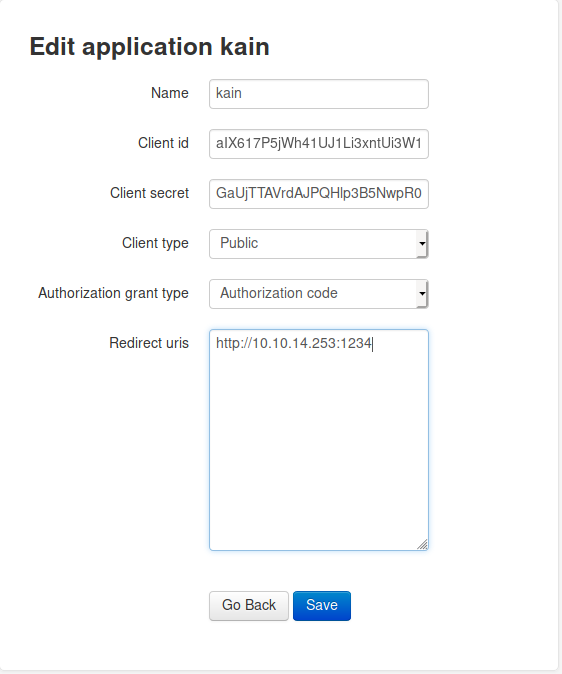 Edit application kain
Name kain
Client id aIX617P5jWh41UJ1Li3xntUi3W1
Client secret GaUjTTAVrdAJPQHlp3B5NwpR0
Client type Public
Authorization grant type Authorization code
Redirect uris http://10.10.14.253:1234
Go Back Save